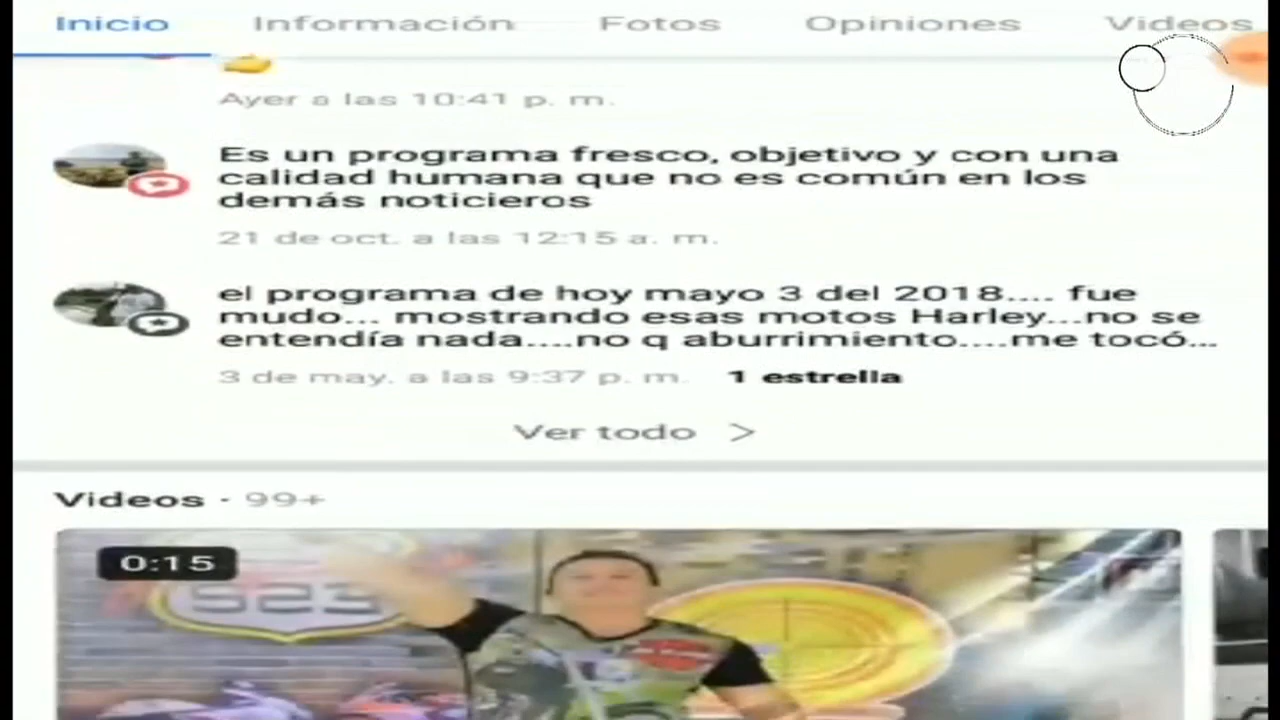 Inicio Información Fotos Opiniones Videos
Ayer a las 10:41 p. m.
Es un programa fresco, objetivo y con una
calidad humana que no es común en los
demás noticieros
21 de oct. a las 12:15 a. m.
el programa de hoy mayo 3 del 2018.... fue
mudo... mostrando esas motos Harley...no se
entendía nada....no q aburrimiento....me tocó...
3 de may. a las 9:37 p. m. 1 estrella
Ver todo >
Videos · 99+
0:15
523